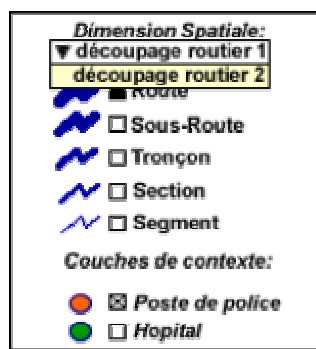 Dimension Spatiale:
▼ découpage routier 1
découpage routier 2
Route
Sous-Route
Tronçon
Section
Segment
Couches de contexte:
Poste de police
Hopital